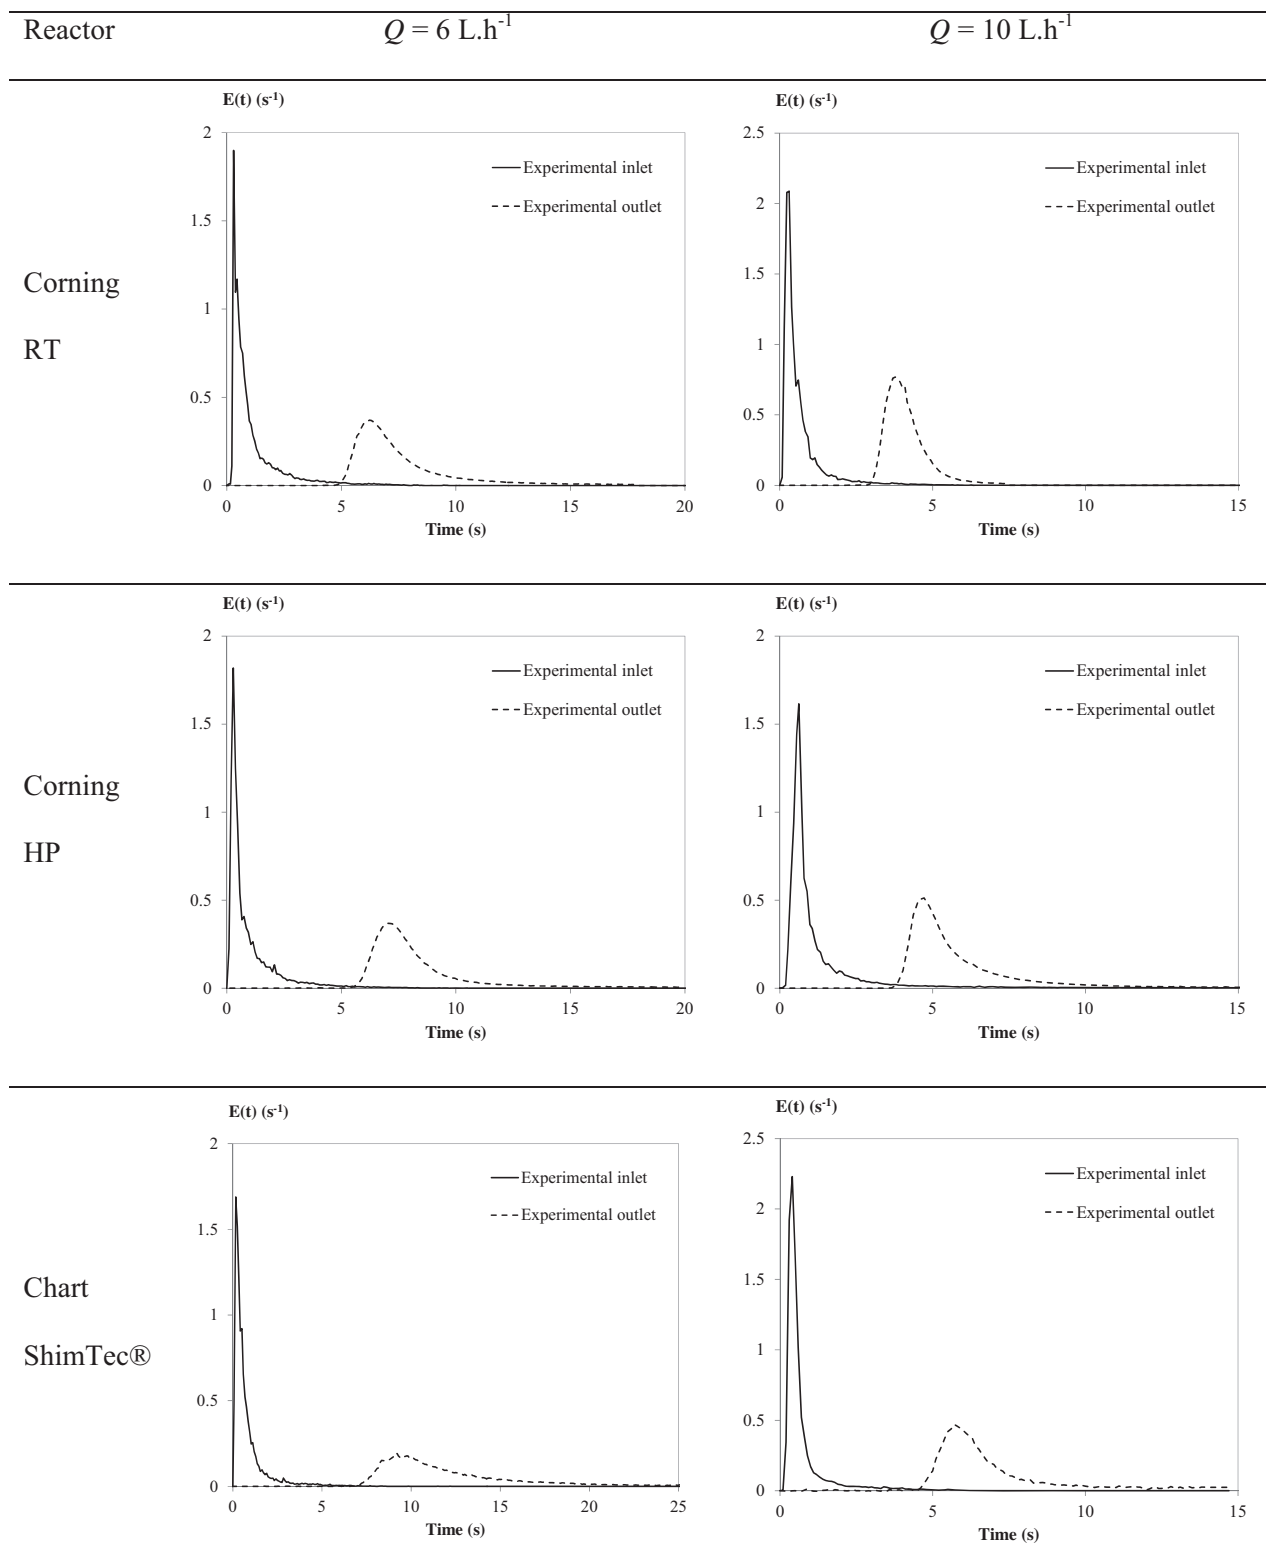 Reactor
Q = 6 L.h⁻¹
Q = 10 L.h⁻¹
Corning
RT
E(t) (s⁻¹)
2
1.5
1
0.5
0
0
5
10
15
20
Time (s)
Experimental inlet
Experimental outlet
E(t) (s⁻¹)
2.5
2
1.5
1
0.5
0
0
5
10
15
Time (s)
Experimental inlet
Experimental outlet
Corning
HP
E(t) (s⁻¹)
2
1.5
1
0.5
0
0
5
10
15
20
Time (s)
Experimental inlet
Experimental outlet
E(t) (s⁻¹)
2
1.5
1
0.5
0
0
5
10
15
Time (s)
Experimental inlet
Experimental outlet
Chart
ShimTec®
E(t) (s⁻¹)
2
1.5
1
0.5
0
0
5
10
15
20
25
Time (s)
Experimental inlet
Experimental outlet
E(t) (s⁻¹)
2.5
2
1.5
1
0.5
0
0
5
10
15
Time (s)
Experimental inlet
Experimental outlet